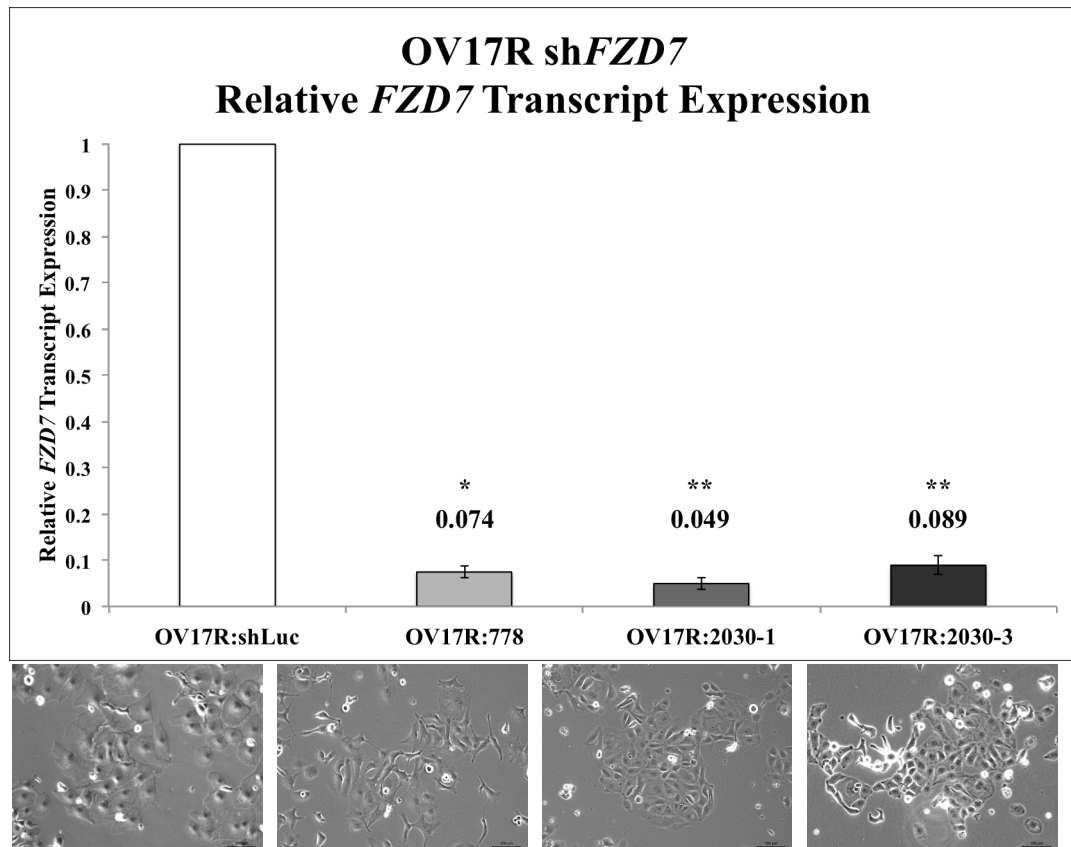 OV17R shFZD7
Relative FZD7 Transcript Expression
Relative FZD7 Transcript Expression
1
0.9
0.8
0.7
0.6
0.5
0.4
0.3
0.2
0.1
0
* ** **
0.074 0.049 0.089
OV17R:shLuc OV17R:778 OV17R:2030-1 OV17R:2030-3